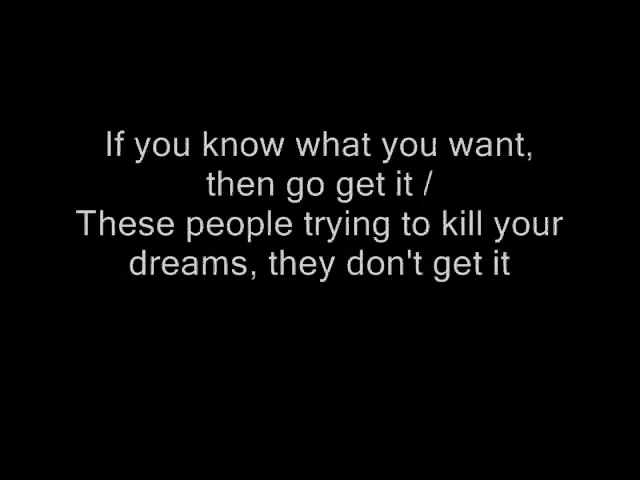 If you know what you want,
then go get it /
These people trying to kill your
dreams, they don't get it